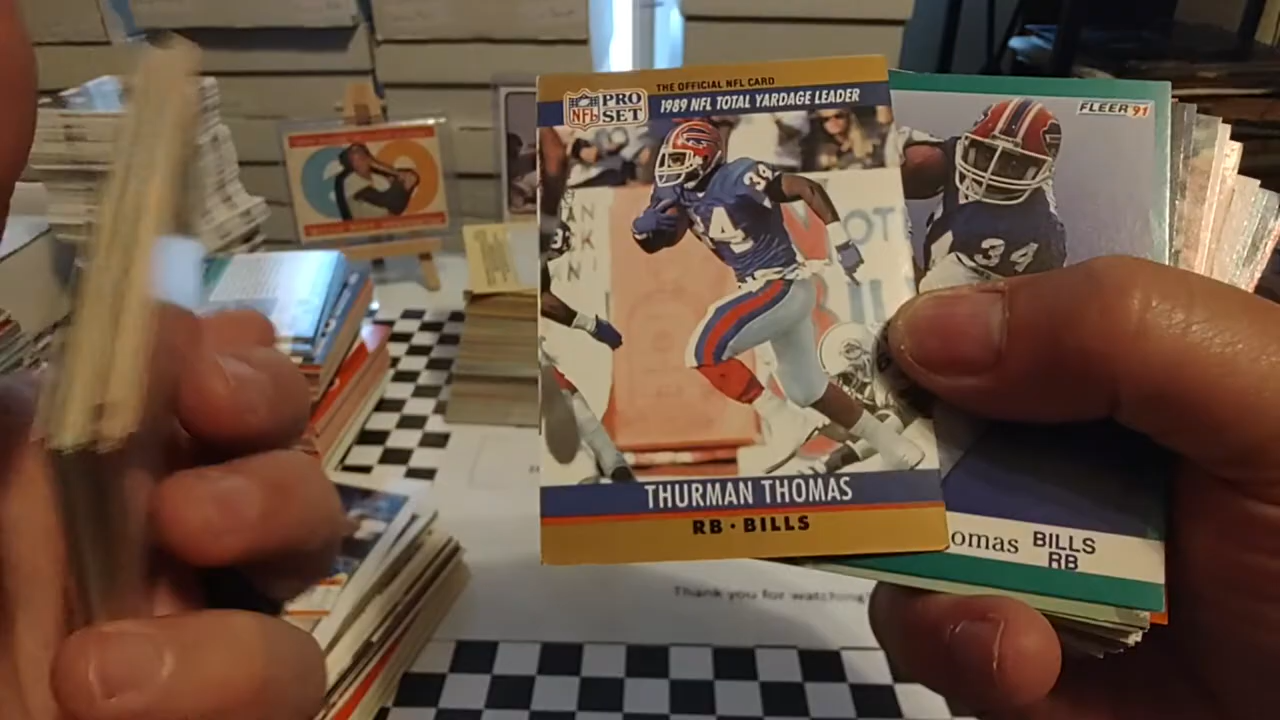 THE OFFICIAL NFL CARD
NFL PRO SET
1989 NFL TOTAL YARDAGE LEADER
34
34
THURMAN THOMAS
RB · BILLS
FLEER '91
34
omas BILLS
RB
Thank you for watching